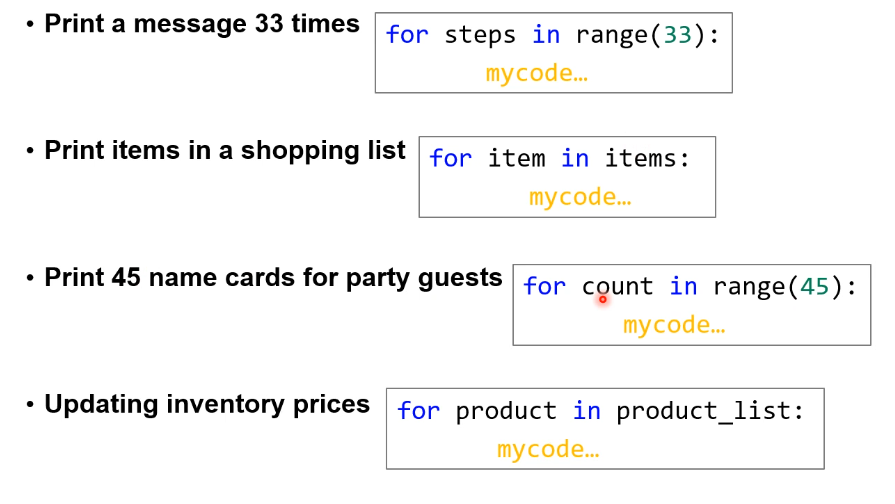 • Print a message 33 times
for steps in range(33):
mycode…
• Print items in a shopping list
for item in items:
mycode…
• Print 45 name cards for party guests
for count in range(45):
mycode…
• Updating inventory prices
for product in product_list:
mycode…